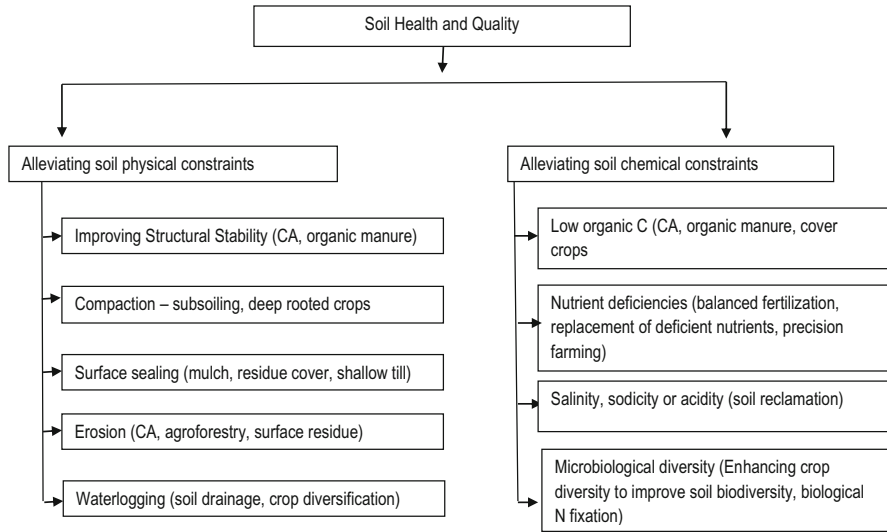 Soil Health and Quality
Alleviating soil physical constraints
Improving Structural Stability (CA, organic manure)
Compaction – subsoiling, deep rooted crops
Surface sealing (mulch, residue cover, shallow till)
Erosion (CA, agroforestry, surface residue)
Waterlogging (soil drainage, crop diversification)
Alleviating soil chemical constraints
Low organic C (CA, organic manure, cover
crops
Nutrient deficiencies (balanced fertilization,
replacement of deficient nutrients, precision
farming)
Salinity, sodicity or acidity (soil reclamation)
Microbiological diversity (Enhancing crop
diversity to improve soil biodiversity, biological
N fixation)